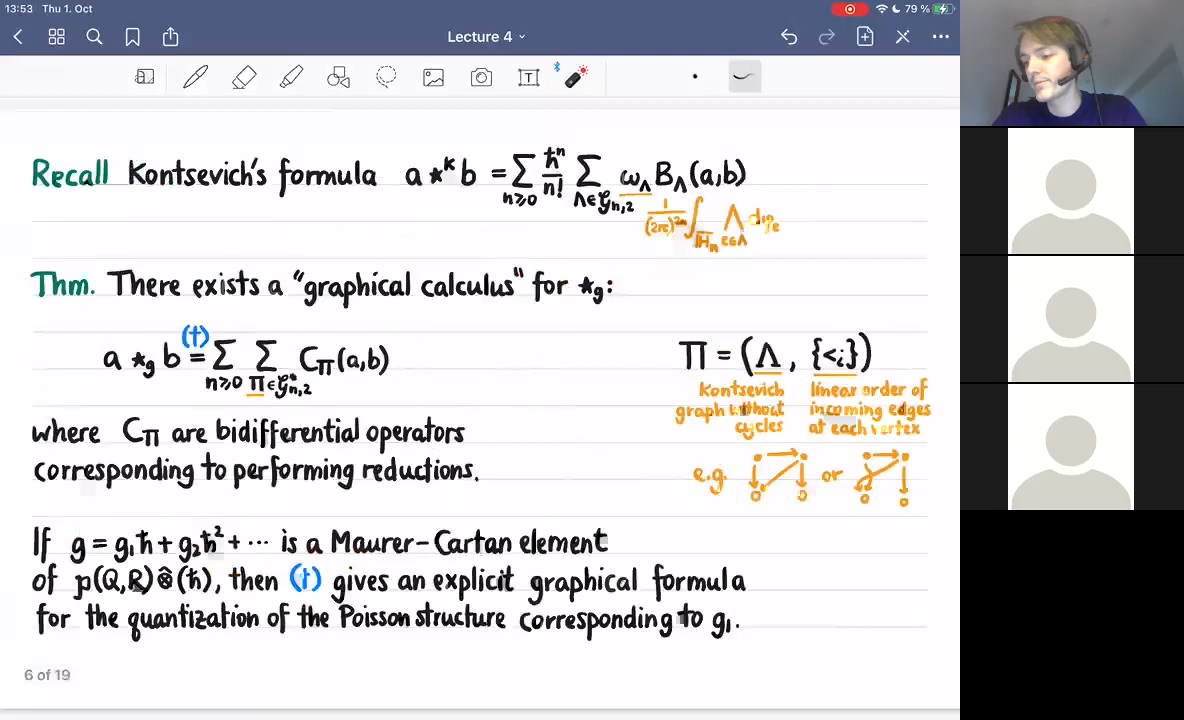 13:53 Thu 1. Oct 79 %
Lecture 4
Recall Kontsevich's formula a ⋆ᴷ b = ∑_{n≥0} ħⁿ/n! ∑_{Λ∈𝒢_{n,2}} ω_Λ B_Λ(a,b)
1/(2π)^{2n} ∫_{ℍ̄_n} ⋀_{e∈Λ} dφ_e
Thm. There exists a "graphical calculus" for ⋆_g:
a ⋆_g b (†)= ∑_{n≥0} ∑_{Π∈𝒢^•_{n,2}} C_Π(a,b)
Π = (Λ, {<_i})
Kontsevich graph without cycles
linear order of incoming edges at each vertex
where C_Π are bidifferential operators
corresponding to performing reductions.
e.g. or
If g = g₁ħ + g₂ħ² + ⋯ is a Maurer–Cartan element
of p(Q,R) ⊗̂ (ħ), then (†) gives an explicit graphical formula
for the quantization of the Poisson structure corresponding to g₁.
6 of 19